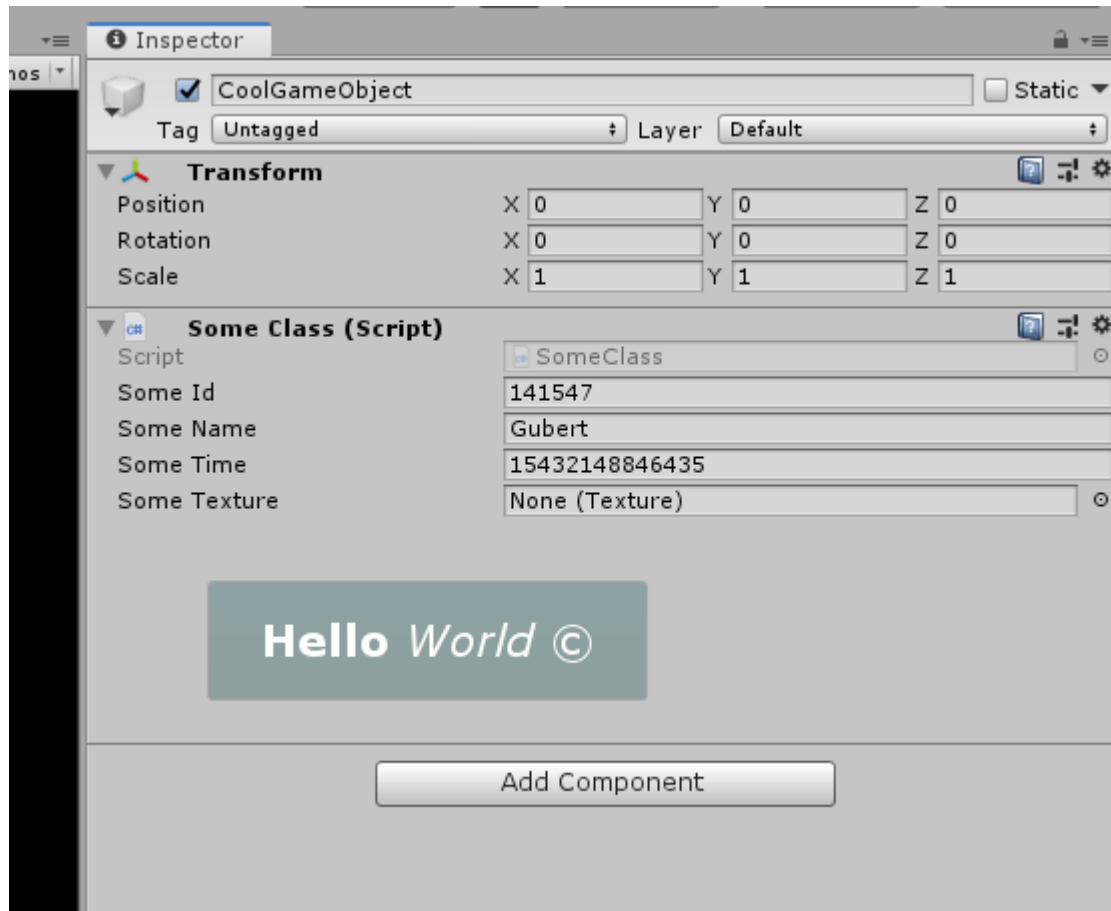 nos
Inspector
CoolGameObject Static
Tag Untagged Layer Default
Transform
Position X 0 Y 0 Z 0
Rotation X 0 Y 0 Z 0
Scale X 1 Y 1 Z 1
c# Some Class (Script)
Script SomeClass
Some Id 141547
Some Name Gubert
Some Time 15432148846435
Some Texture None (Texture)
Hello World ©
Add Component